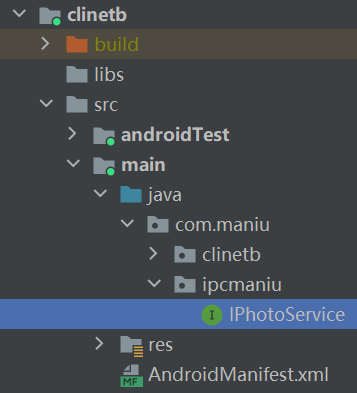 clinetb
build
libs
src
androidTest
main
java
com.maniu
clinetb
ipcmaniu
I IPhotoService
res
MF AndroidManifest.xml